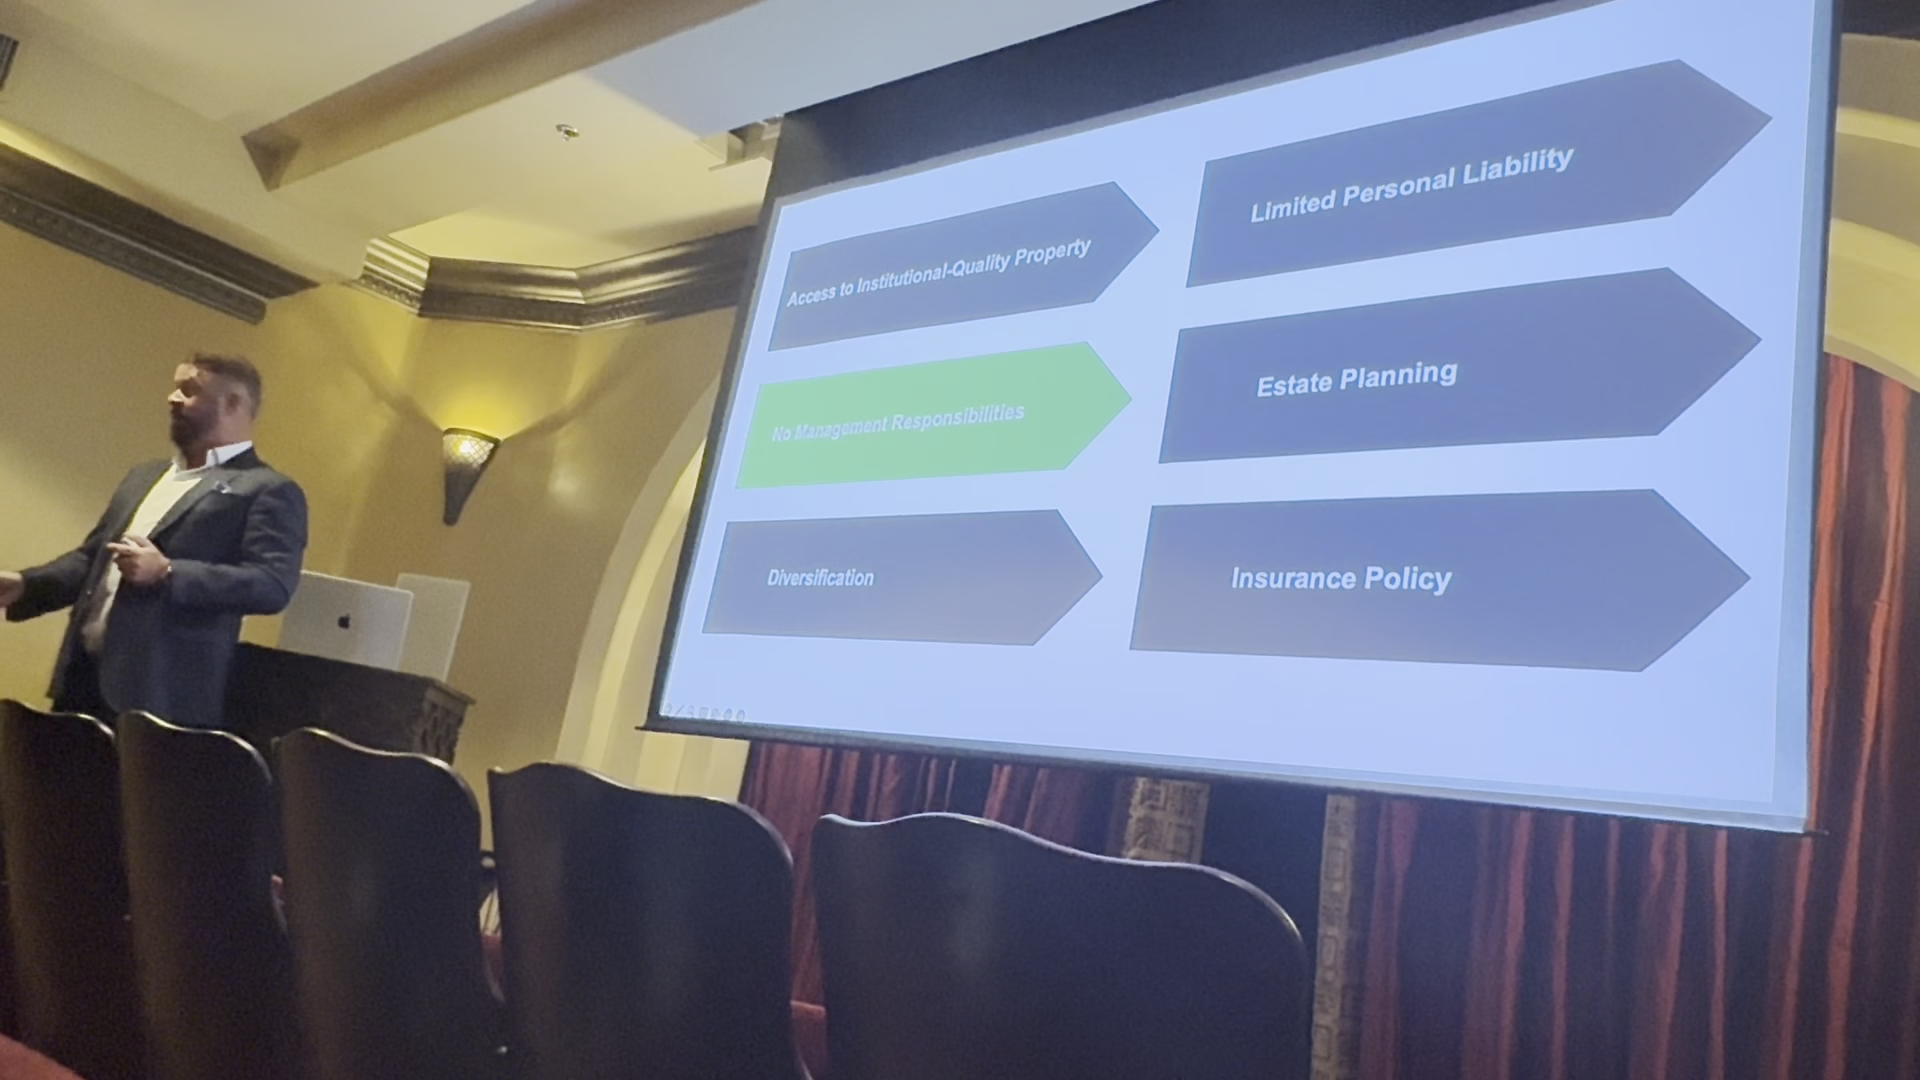 Access to Institutional-Quality Property
No Management Responsibilities
Diversification
Limited Personal Liability
Estate Planning
Insurance Policy